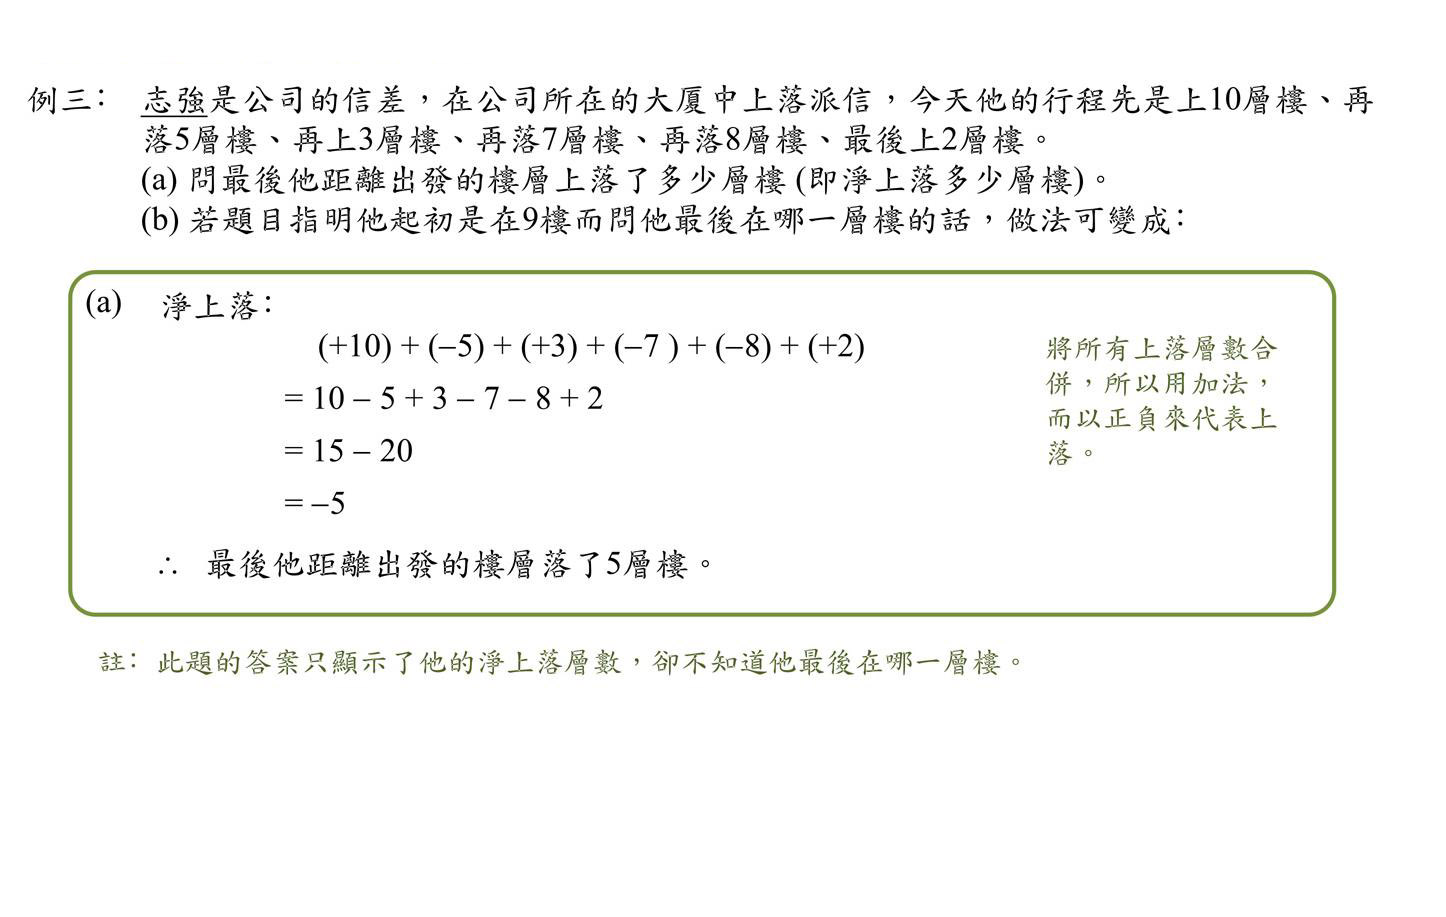 例三： 志強是公司的信差，在公司所在的大厦中上落派信，今天他的行程先是上10層樓、再
落5層樓、再上3層樓、再落7層樓、再落8層樓、最後上2層樓。
(a) 問最後他距離出發的樓層上落了多少層樓 (即淨上落多少層樓)。
(b) 若題目指明他起初是在9樓而問他最後在哪一層樓的話，做法可變成：
(a) 淨上落：
(+10) + (–5) + (+3) + (–7 ) + (–8) + (+2)
= 10 – 5 + 3 – 7 – 8 + 2
= 15 – 20
= –5
∴ 最後他距離出發的樓層落了5層樓。
將所有上落層數合
併，所以用加法，
而以正負來代表上
落。
註： 此題的答案只顯示了他的淨上落層數，卻不知道他最後在哪一層樓。